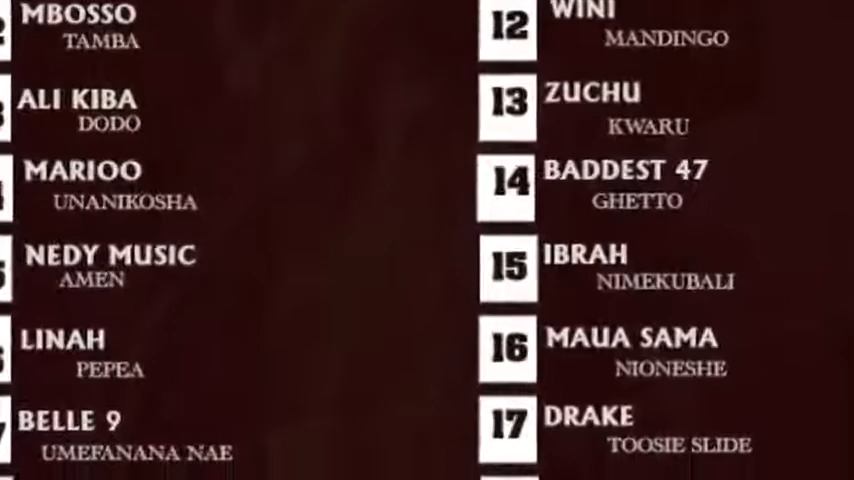 MBOSSO
TAMBA
ALI KIBA
DODO
MARIOO
UNANIKOSHA
NEDY MUSIC
AMEN
LINAH
PEPEA
BELLE 9
UMEFANANA NAE
12 WINI
MANDINGO
13 ZUCHU
KWARU
14 BADDEST 47
GHETTO
15 IBRAH
NIMEKUBALI
16 MAUA SAMA
NIONESHE
17 DRAKE
TOOSIE SLIDE